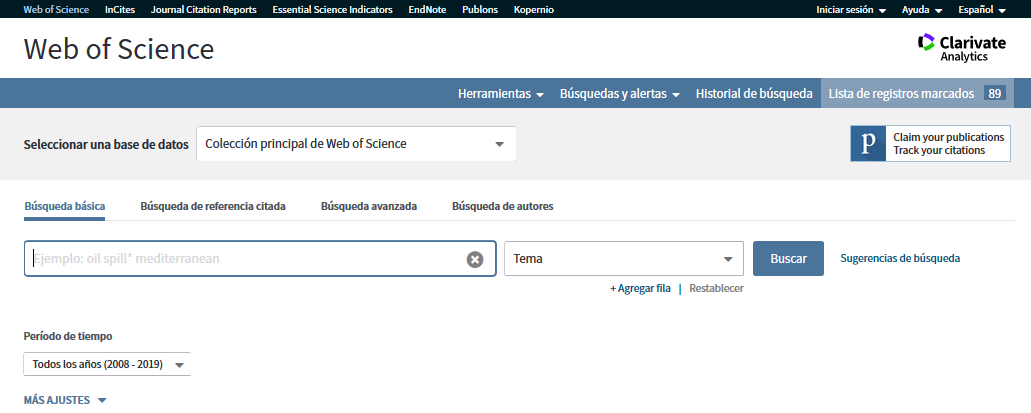 Web of Science InCites Journal Citation Reports Essential Science Indicators EndNote Publons Kopernio Iniciar sesión Ayuda Español
Web of Science
Clarivate
Analytics
Herramientas Búsquedas y alertas Historial de búsqueda Lista de registros marcados 89
Seleccionar una base de datos Colección principal de Web of Science
p Claim your publications
Track your citations
Búsqueda básica Búsqueda de referencia citada Búsqueda avanzada Búsqueda de autores
Ejemplo: oil spill* mediterranean Tema Buscar Sugerencias de búsqueda
+ Agregar fila | Restablecer
Período de tiempo
Todos los años (2008 - 2019)
MÁS AJUSTES